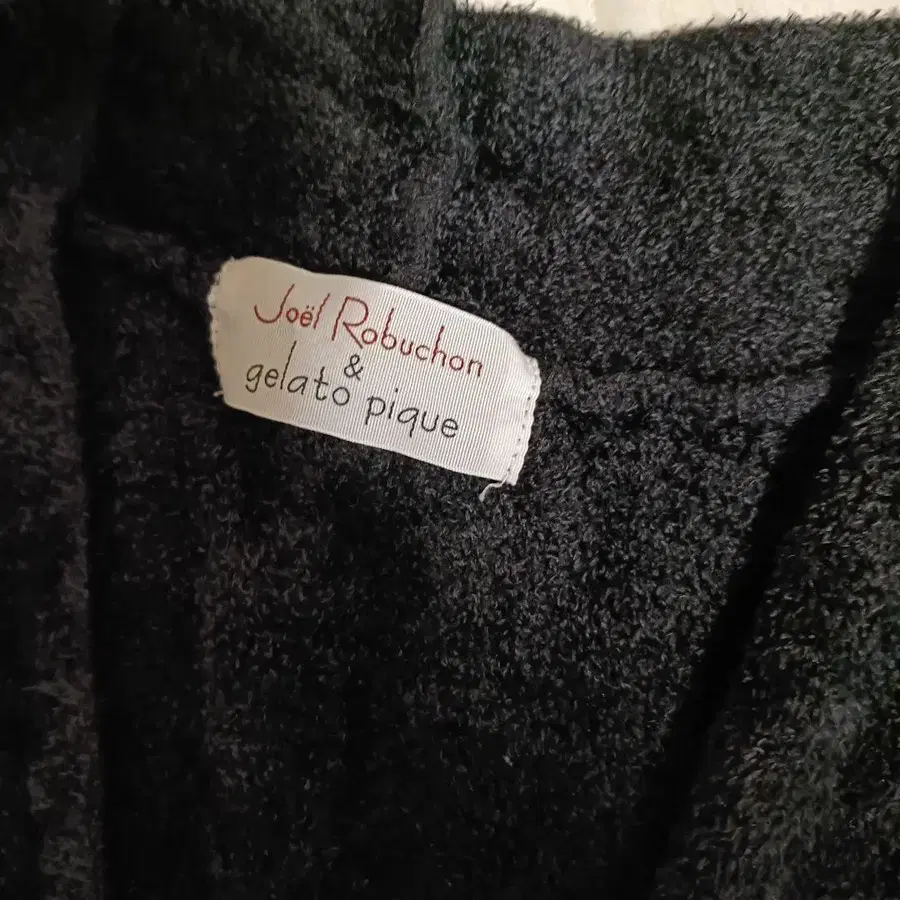 Joël Robuchon
&
gelato pique